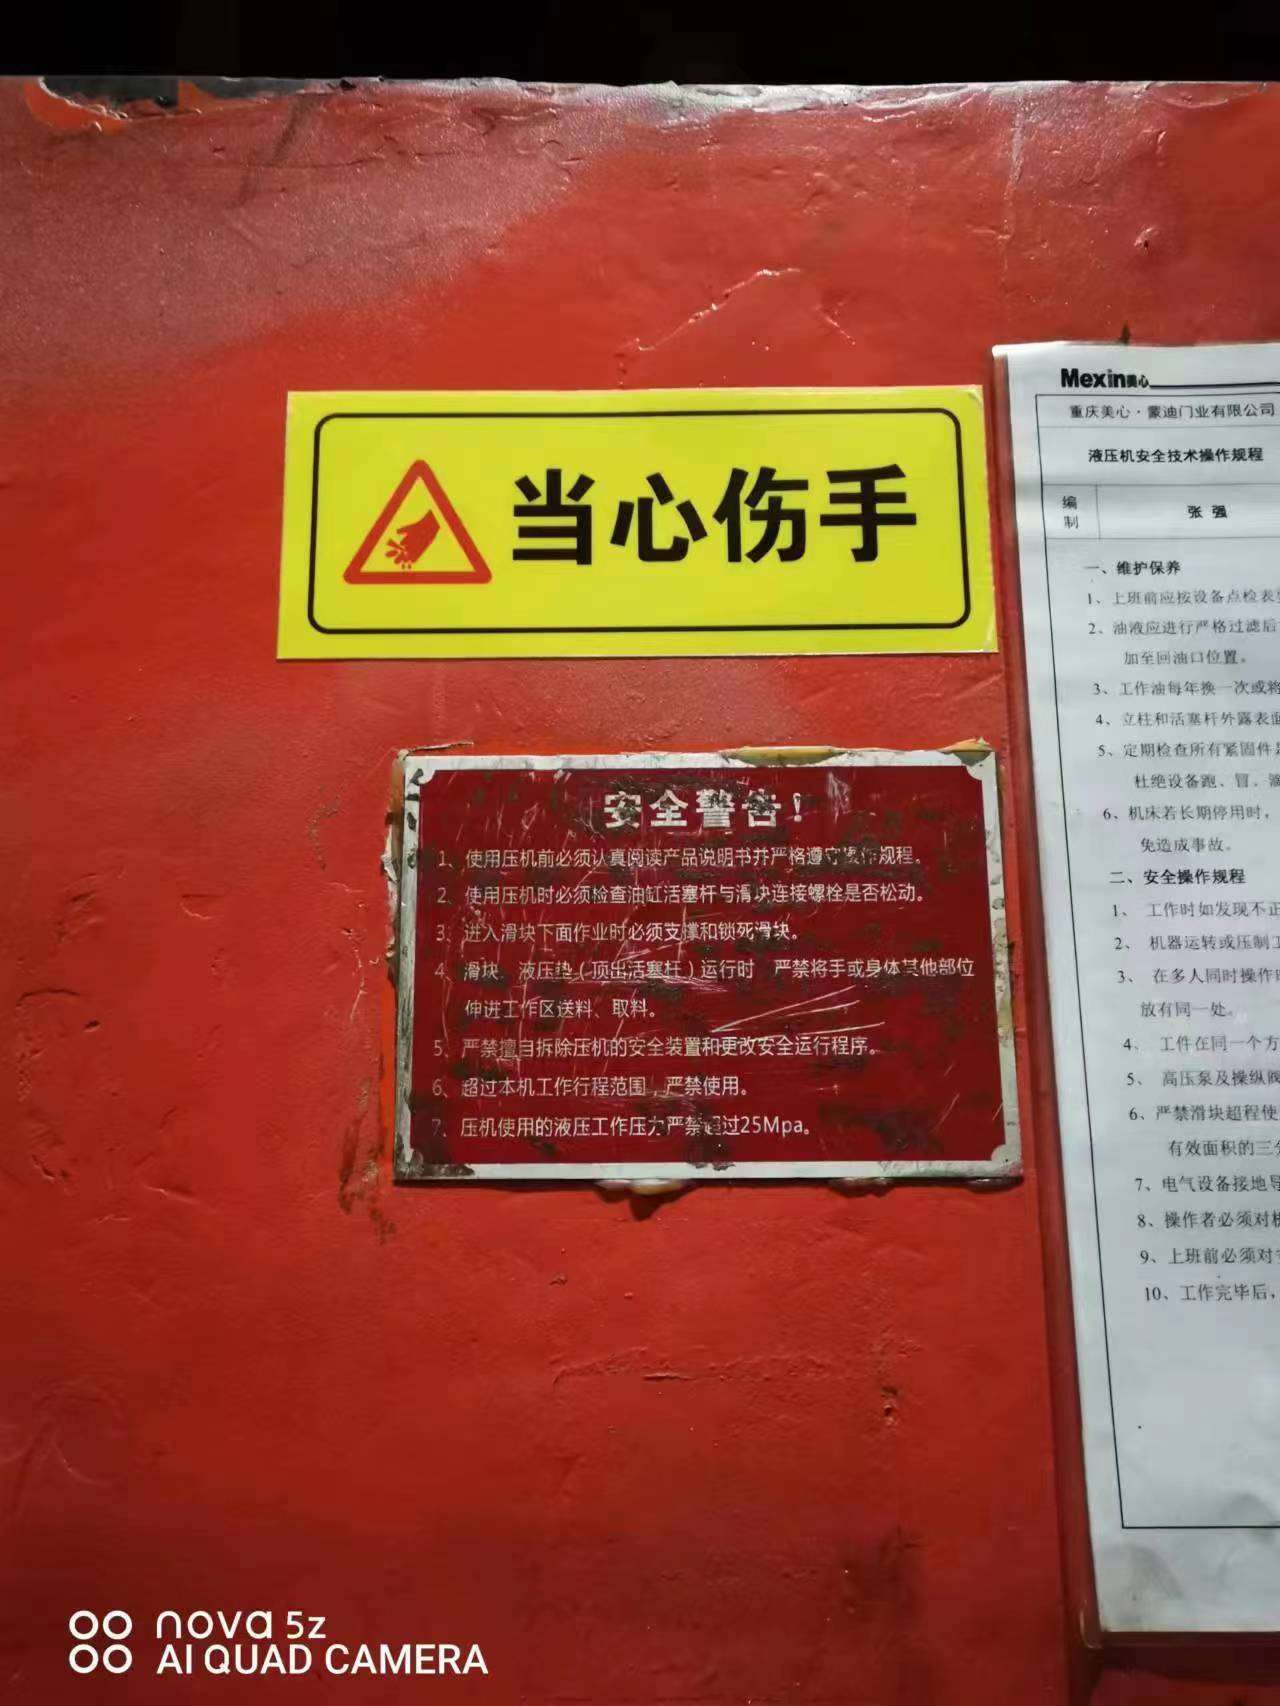 当心伤手
安全警告!
1、使用压机前必须认真阅读产品说明书并严格遵守操作规程。
2、使用压机时必须检查油缸活塞杆与滑块连接螺栓是否松动。
3、进入滑块下面作业时必须支撑和锁死滑块。
4、滑块、液压垫(顶出活塞杆)运行时 严禁将手或身体其他部位
伸进工作区送料、取料。
5、严禁擅自拆除压机的安全装置和更改安全运行程序。
6、超过本机工作行程范围,严禁使用。
7、压机使用的液压工作压力严禁超过25Mpa。
Mexin美心
重庆美心·蒙迪门业有限公司
液压机安全技术操作规程
编制
张 强
一、维护保养
1、上班前应按设备点检表
2、油液应进行严格过滤后
加至回油口位置。
3、工作油每年换一次或将
4、立柱和活塞杆外露表面
5、定期检查所有紧固件是
杜绝设备跑、冒、滴
6、机床若长期停用时,
免造成事故。
二、安全操作规程
1、工作时如发现不正
2、机器运转或压制工
3、在多人同时操作时
放有同一处。
4、工件在同一个方
5、高压泵及操纵阀
6、严禁滑块超程使
有效面积的三分
7、电气设备接地导
8、操作者必须对机
9、上班前必须对
10、工作完毕后,
nova 5z
AI QUAD CAMERA